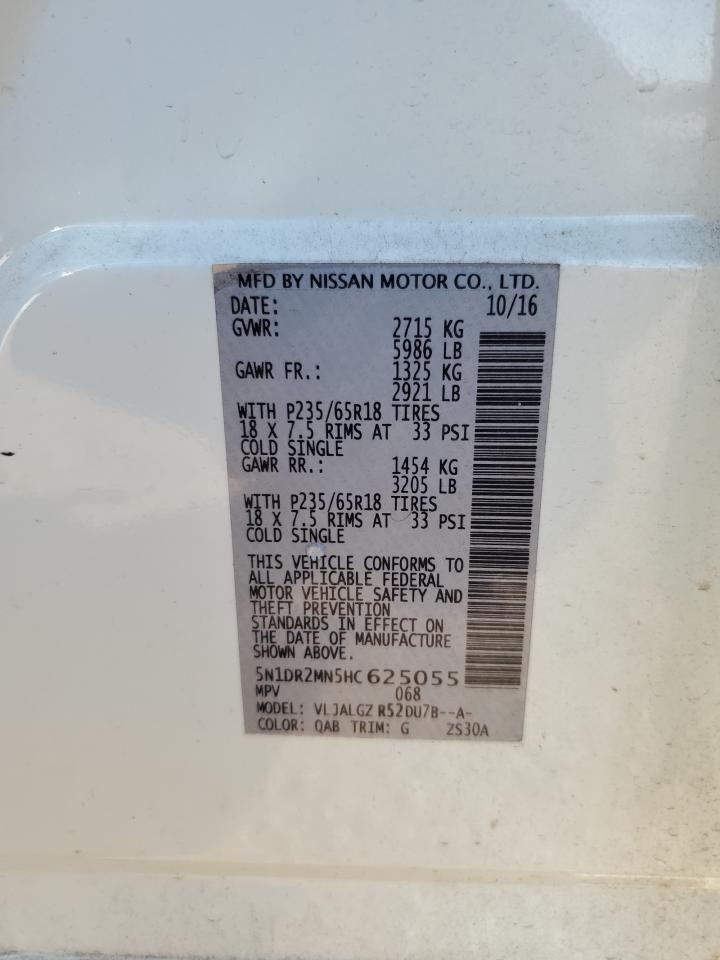 MFD BY NISSAN MOTOR CO., LTD.
DATE: 10/16
GVWR: 2715 KG
5986 LB
GAWR FR.: 1325 KG
2921 LB
WITH P235/65R18 TIRES
18 X 7.5 RIMS AT 33 PSI
COLD SINGLE
GAWR RR.: 1454 KG
3205 LB
WITH P235/65R18 TIRES
18 X 7.5 RIMS AT 33 PSI
COLD SINGLE
THIS VEHICLE CONFORMS TO
ALL APPLICABLE FEDERAL
MOTOR VEHICLE SAFETY AND
THEFT PREVENTION
STANDARDS IN EFFECT ON
THE DATE OF MANUFACTURE
SHOWN ABOVE.
5N1DR2MN5HC625055
MPV 068
MODEL: VLJALGZ R52DU7B--A-
COLOR: QAB TRIM: G ZS30A